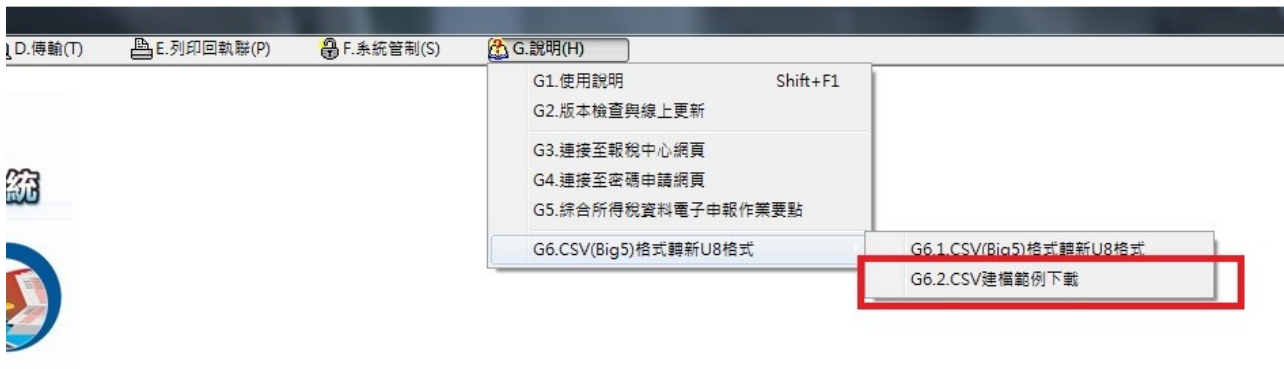 D.傳輸(T) E.列印回執聯(P) F.系統管制(S) G.說明(H)
G1.使用說明 Shift+F1
G2.版本檢查與線上更新
G3.連接至報稅中心網頁
G4.連接至密碼申請網頁
G5.綜合所得稅資料電子申報作業要點
G6.CSV(Big5)格式轉新U8格式
G6.1.CSV(Big5)格式轉新U8格式
G6.2.CSV建檔範例下載
統